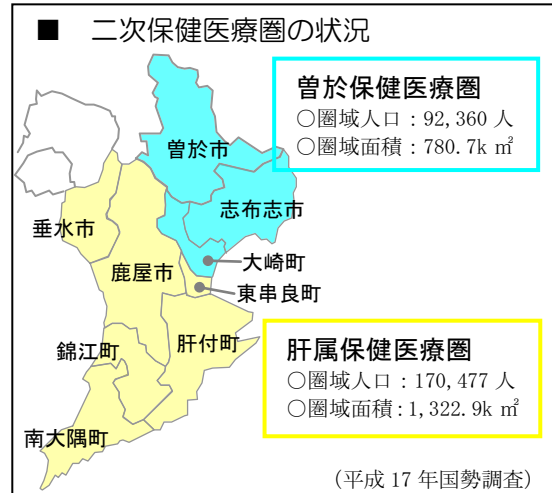 ■ 二次保健医療圏の状況
曽於保健医療圏
○圏域人口：92,360 人
○圏域面積：780.7k ㎡
曽於市
志布志市
垂水市
大崎町
鹿屋市
東串良町
錦江町
肝付町
肝属保健医療圏
○圏域人口：170,477 人
○圏域面積：1,322.9k ㎡
南大隅町
（平成 17 年国勢調査）